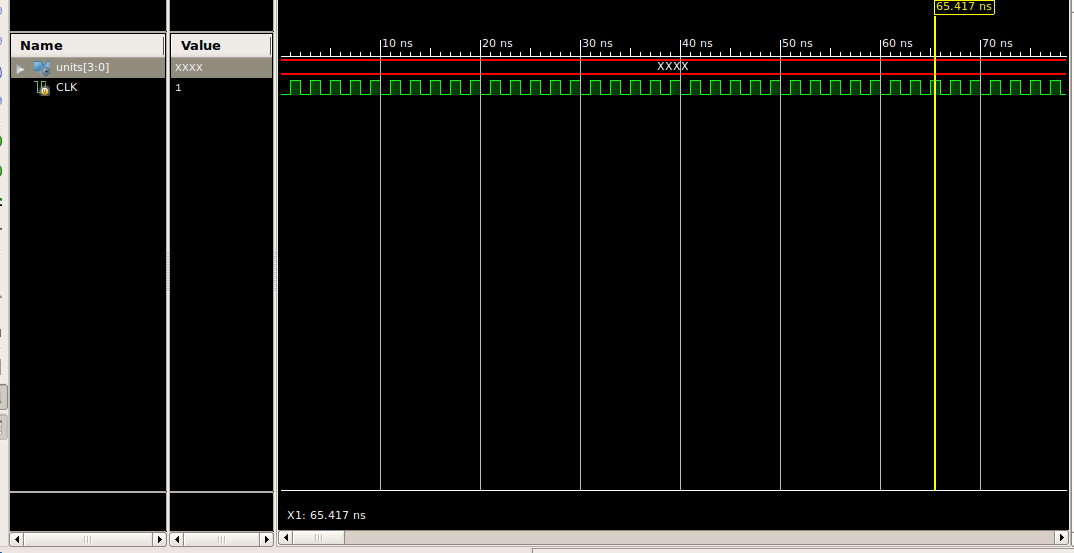 65.417 ns
Name
Value
10 ns
20 ns
30 ns
40 ns
50 ns
60 ns
70 ns
units[3:0]
XXXX
XXXX
CLK
1
X1: 65.417 ns